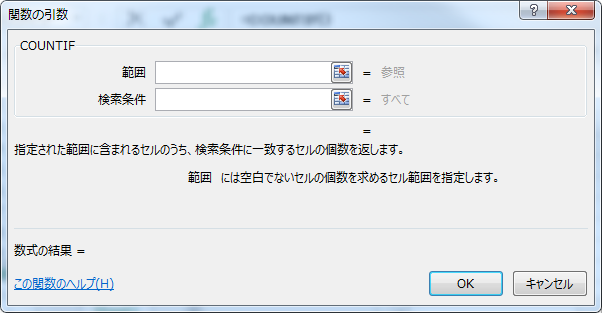 =COUNTIF()
関数の引数
COUNTIF
範囲 = 参照
検索条件 = すべて
=
指定された範囲に含まれるセルのうち、検索条件に一致するセルの個数を返します。
範囲 には空白でないセルの個数を求めるセル範囲を指定します。
数式の結果 =
この関数のヘルプ(H)
OK キャンセル